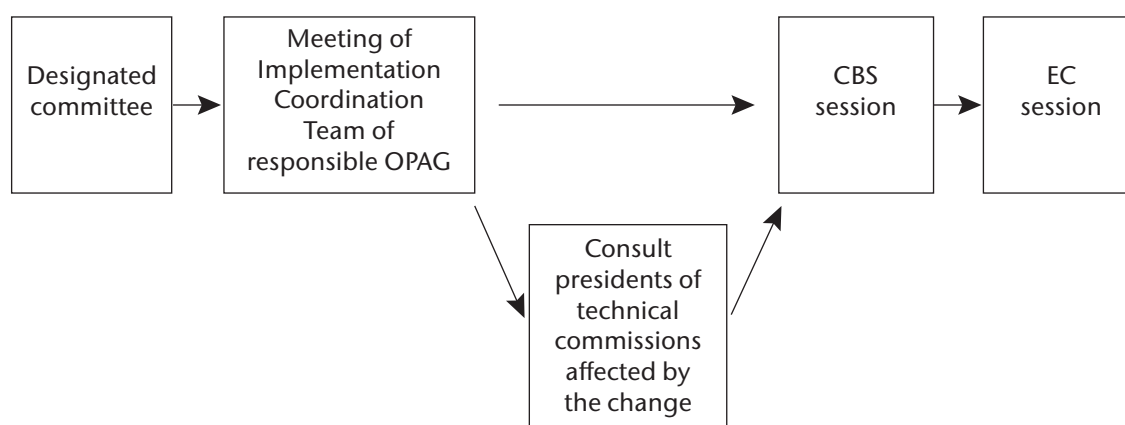 Designated
committee
Meeting of
Implementation
Coordination
Team of
responsible OPAG
CBS
session
EC
session
Consult
presidents of
technical
commissions
affected by
the change